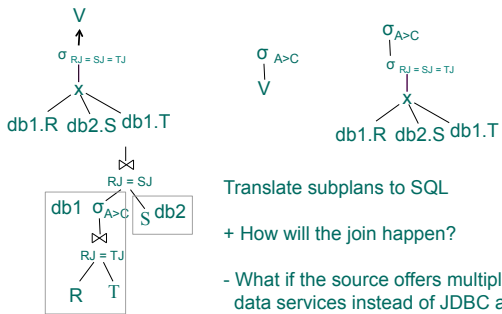 V
σ RJ = SJ = TJ
x
db1.R db2.S db1.T
σ A>C
V
σ A>C
σ RJ = SJ = TJ
x
db1.R db2.S db1.T
⋈
RJ = SJ
db1 σ A>C S db2
⋈
RJ = TJ
R T
Translate subplans to SQL
+ How will the join happen?
- What if the source offers multipl
data services instead of JDBC a